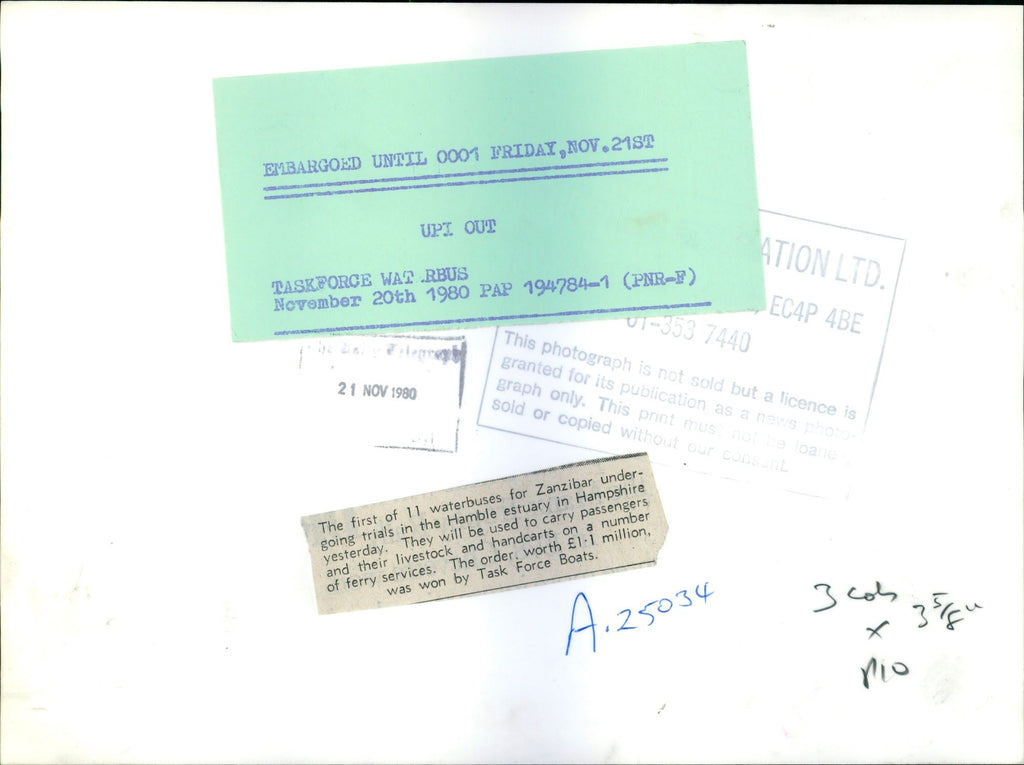 EMBARGOED UNTIL 0001 FRIDAY,NOV.21ST
UPI OUT
TASKFORCE WAT RBUS
November 20th 1980 PAP 194784-1 (PNR-F)
ATION LTD.
, EC4P 4BE
01-353 7440
This photograph is not sold but a licence is
granted for its publication as a news photo-
graph only. This print must not be loane
sold or copied without our consent.
21 NOV 1980
The first of 11 waterbuses for Zanzibar under-
going trials in the Hamble estuary in Hampshire
yesterday. They will be used to carry passengers
and their livestock and handcarts on a number
of ferry services. The order, worth £1·1 million,
was won by Task Force Boats.
A.25034
3 cols
x 3 5/8"
P10